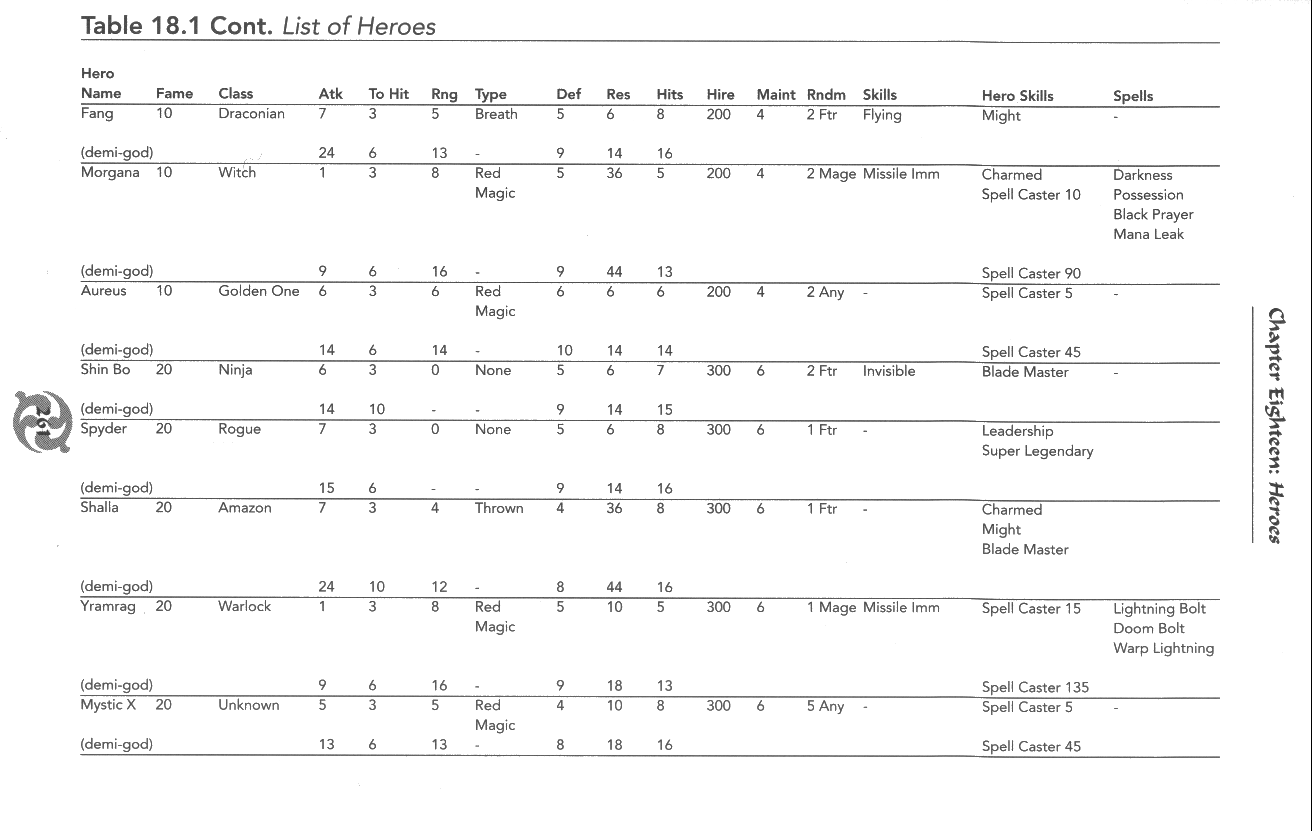 Table 18.1 Cont. List of Heroes
Hero
Name Fame Class Atk To Hit Rng Type Def Res Hits Hire Maint Rndm Skills Hero Skills Spells
Fang 10 Draconian 7 3 5 Breath 5 6 8 200 4 2 Ftr Flying Might -
(demi-god) 24 6 13 - 9 14 16
Morgana 10 Witch 1 3 8 Red 5 36 5 200 4 2 Mage Missile Imm Charmed Darkness
Magic Spell Caster 10 Possession
Black Prayer
Mana Leak
(demi-god) 9 6 16 - 9 44 13 Spell Caster 90
Aureus 10 Golden One 6 3 6 Red 6 6 6 200 4 2 Any - Spell Caster 5 -
Magic
(demi-god) 14 6 14 - 10 14 14 Spell Caster 45
Shin Bo 20 Ninja 6 3 0 None 5 6 7 300 6 2 Ftr Invisible Blade Master -
(demi-god) 14 10 - - 9 14 15
Spyder 20 Rogue 7 3 0 None 5 6 8 300 6 1 Ftr - Leadership
Super Legendary
(demi-god) 15 6 - - 9 14 16
Shalla 20 Amazon 7 3 4 Thrown 4 36 8 300 6 1 Ftr - Charmed
Might
Blade Master
(demi-god) 24 10 12 - 8 44 16
Yramrag 20 Warlock 1 3 8 Red 5 10 5 300 6 1 Mage Missile Imm Spell Caster 15 Lightning Bolt
Magic Doom Bolt
Warp Lightning
(demi-god) 9 6 16 - 9 18 13 Spell Caster 135
Mystic X 20 Unknown 5 3 5 Red 4 10 8 300 6 5 Any - Spell Caster 5 -
Magic
(demi-god) 13 6 13 - 8 18 16 Spell Caster 45
Chapter Eighteen: Heroes
261